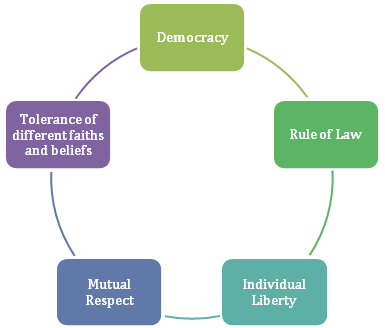 Democracy
Rule of Law
Individual
Liberty
Mutual
Respect
Tolerance of
different faiths
and beliefs